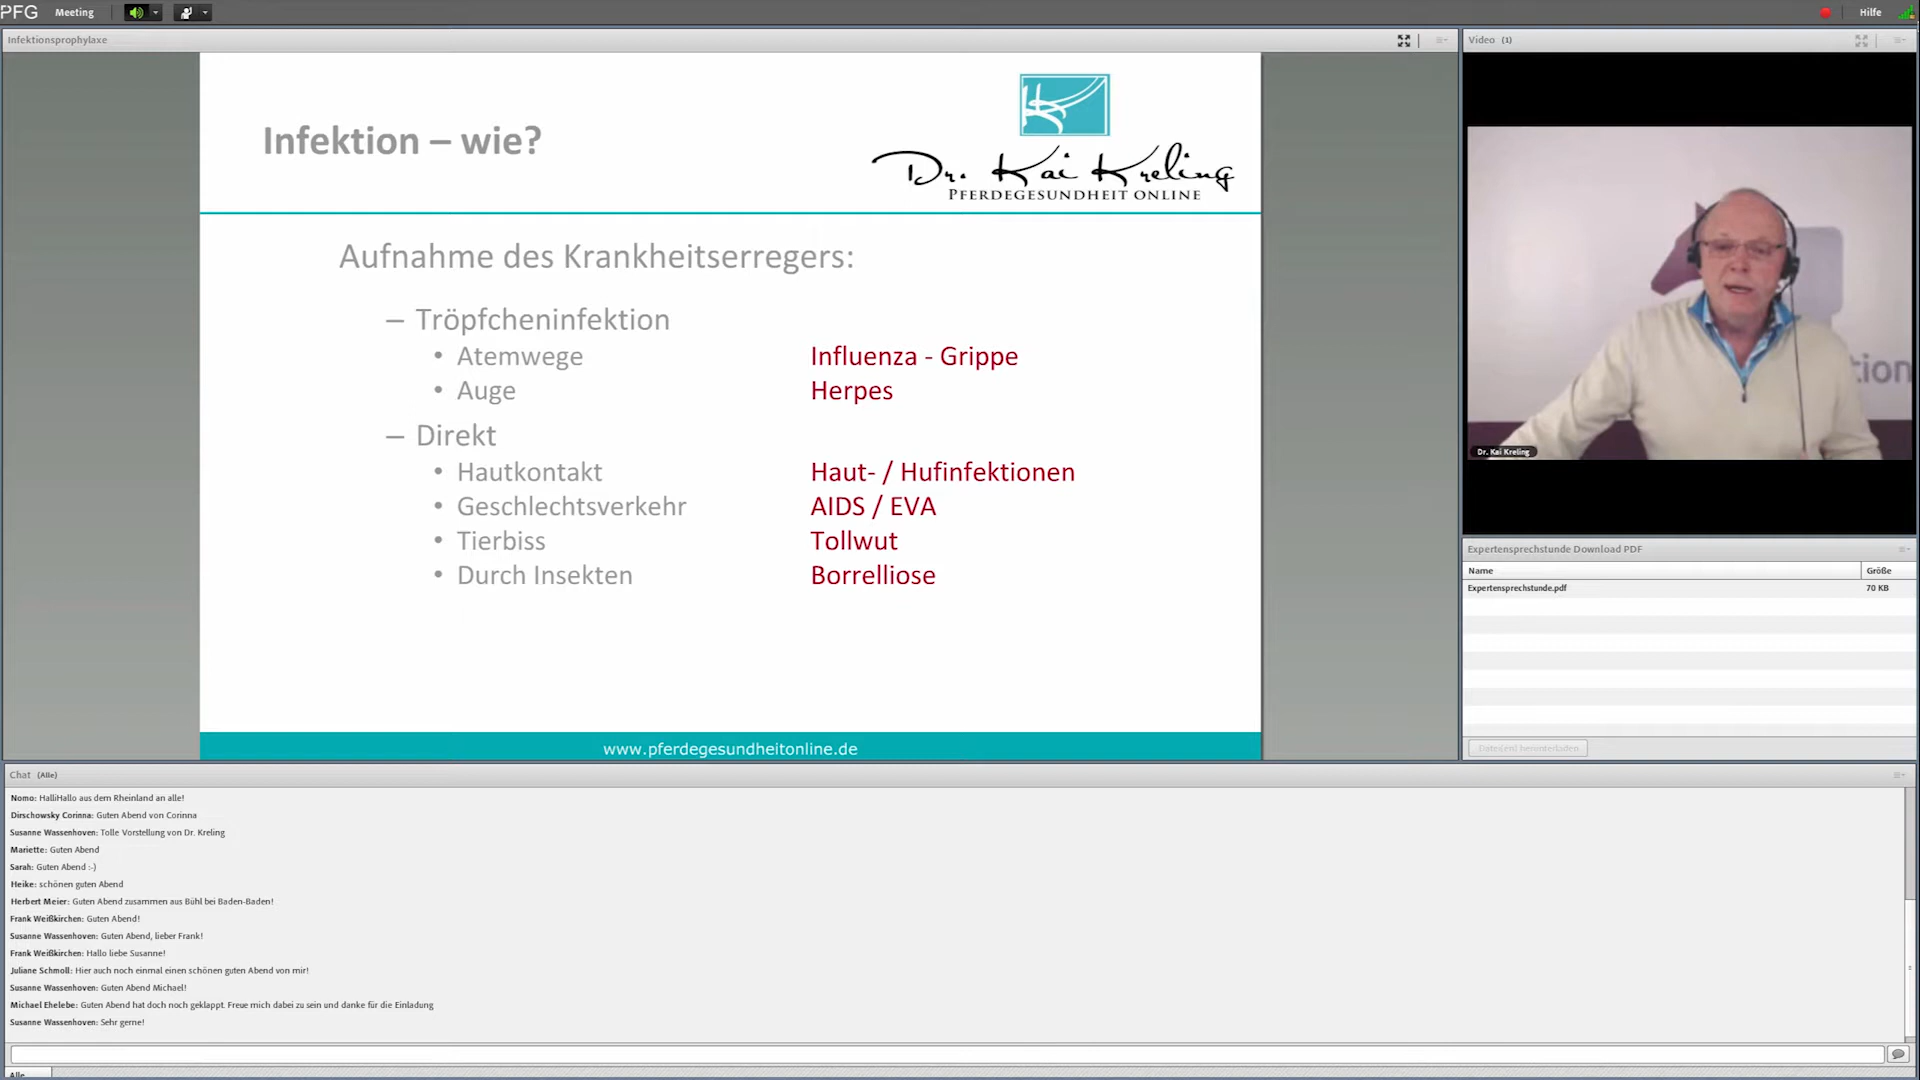 PFG Meeting Hilfe
Infektionsprophylaxe
Infektion – wie?
Dr. Kai Kreling
PFERDEGESUNDHEIT ONLINE
Aufnahme des Krankheitserregers:
– Tröpfcheninfektion
• Atemwege Influenza - Grippe
• Auge Herpes
– Direkt
• Hautkontakt Haut- / Hufinfektionen
• Geschlechtsverkehr AIDS / EVA
• Tierbiss Tollwut
• Durch Insekten Borrelliose
www.pferdegesundheitonline.de
Video (1)
tion
Dr. Kai Kreling
Expertensprechstunde Download PDF
Name Größe
Expertensprechstunde.pdf 70 KB
Datei(en) herunterladen
Chat (Alle)
Nomo: HalliHallo aus dem Rheinland an alle!
Dirschowsky Corinna: Guten Abend von Corinna
Susanne Wassenhoven: Tolle Vorstellung von Dr. Kreling
Mariette: Guten Abend
Sarah: Guten Abend :-)
Heike: schönen guten Abend
Herbert Meier: Guten Abend zusammen aus Bühl bei Baden-Baden!
Frank Weißkirchen: Guten Abend!
Susanne Wassenhoven: Guten Abend, lieber Frank!
Frank Weißkirchen: Hallo liebe Susanne!
Juliane Schmoll: Hier auch noch einmal einen schönen guten Abend von mir!
Susanne Wassenhoven: Guten Abend Michael!
Michael Ehelebe: Guten Abend hat doch noch geklappt. Freue mich dabei zu sein und danke für die Einladung
Susanne Wassenhoven: Sehr gerne!
Alle